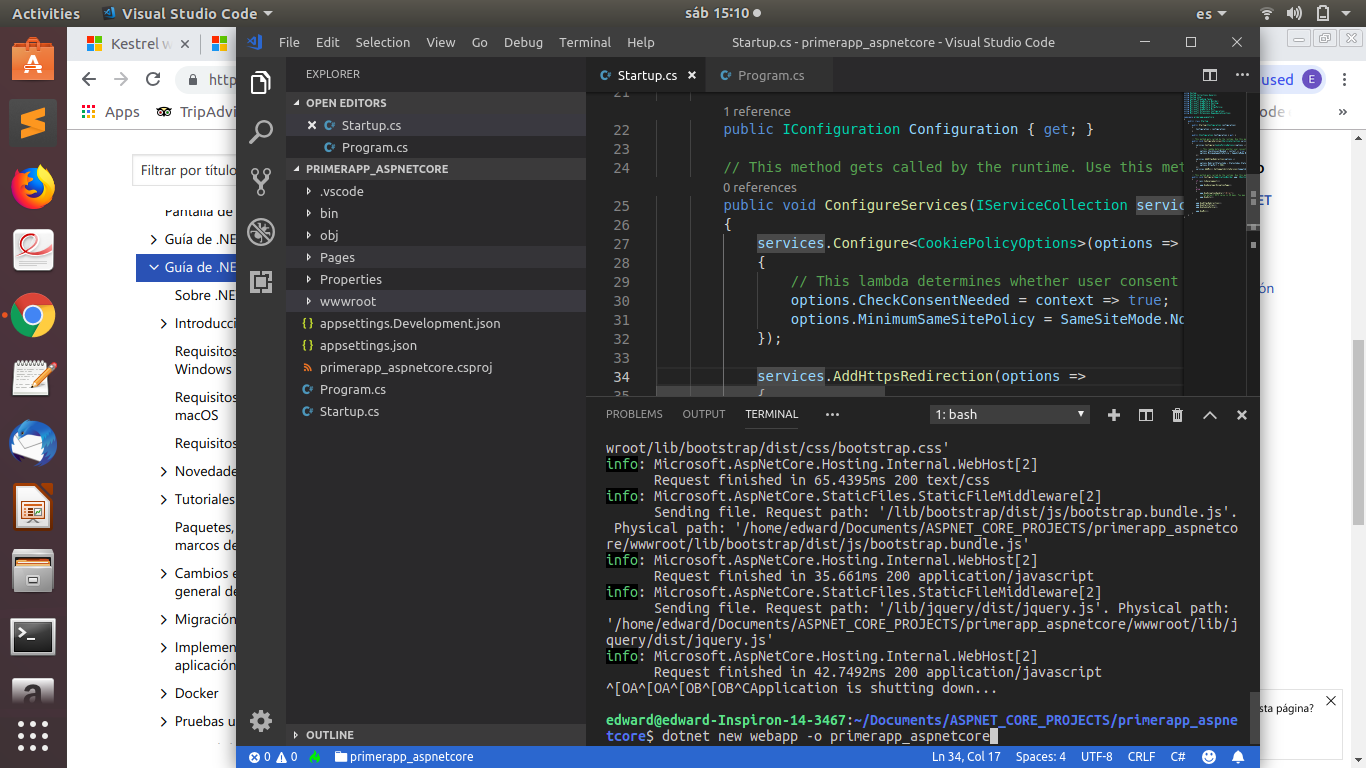 Activities
Visual Studio Code
sáb 15:10
es
Kestrel w
http
used
E
Apps
TripAdvi
Filtrar por título
Pantalla de
Guía de .NE
Guía de .NE
Sobre .NE
Introducci
Requisitos
Windows
Requisitos
macOS
Requisitos
Novedade
Tutoriales
Paquetes,
marcos de
Cambios e
general de
Migración
Implemen
aplicación
Docker
Pruebas u
File Edit Selection View Go Debug Terminal Help
Startup.cs - primerapp_aspnetcore - Visual Studio Code
EXPLORER
OPEN EDITORS
Startup.cs
Program.cs
PRIMERAPP_ASPNETCORE
.vscode
bin
obj
Pages
Properties
wwwroot
appsettings.Development.json
appsettings.json
primerapp_aspnetcore.csproj
Program.cs
Startup.cs
OUTLINE
Startup.cs
Program.cs
21
1 reference
22 public IConfiguration Configuration { get; }
23
24 // This method gets called by the runtime. Use this met
0 references
25 public void ConfigureServices(IServiceCollection servic
26 {
27 services.Configure<CookiePolicyOptions>(options =>
28 {
29 // This lambda determines whether user consent
30 options.CheckConsentNeeded = context => true;
31 options.MinimumSameSitePolicy = SameSiteMode.No
32 });
33
34 services.AddHttpsRedirection(options =>
35 {
PROBLEMS OUTPUT TERMINAL
1: bash
wroot/lib/bootstrap/dist/css/bootstrap.css'
info: Microsoft.AspNetCore.Hosting.Internal.WebHost[2]
Request finished in 65.4395ms 200 text/css
info: Microsoft.AspNetCore.StaticFiles.StaticFileMiddleware[2]
Sending file. Request path: '/lib/bootstrap/dist/js/bootstrap.bundle.js'.
Physical path: '/home/edward/Documents/ASPNET_CORE_PROJECTS/primerapp_aspnetco
re/wwwroot/lib/bootstrap/dist/js/bootstrap.bundle.js'
info: Microsoft.AspNetCore.Hosting.Internal.WebHost[2]
Request finished in 35.661ms 200 application/javascript
info: Microsoft.AspNetCore.StaticFiles.StaticFileMiddleware[2]
Sending file. Request path: '/lib/jquery/dist/jquery.js'. Physical path:
'/home/edward/Documents/ASPNET_CORE_PROJECTS/primerapp_aspnetcore/wwwroot/lib/j
query/dist/jquery.js'
info: Microsoft.AspNetCore.Hosting.Internal.WebHost[2]
Request finished in 42.7492ms 200 application/javascript
^[OA^[OA^[OB^[OB^CApplication is shutting down...
edward@edward-Inspiron-14-3467:~/Documents/ASPNET_CORE_PROJECTS/primerapp_aspne
tcore$ dotnet new webapp -o primerapp_aspnetcore
0 0 primerapp_aspnetcore
Ln 34, Col 17 Spaces: 4 UTF-8 CRLF C#
ode
ET
ón
sta página?